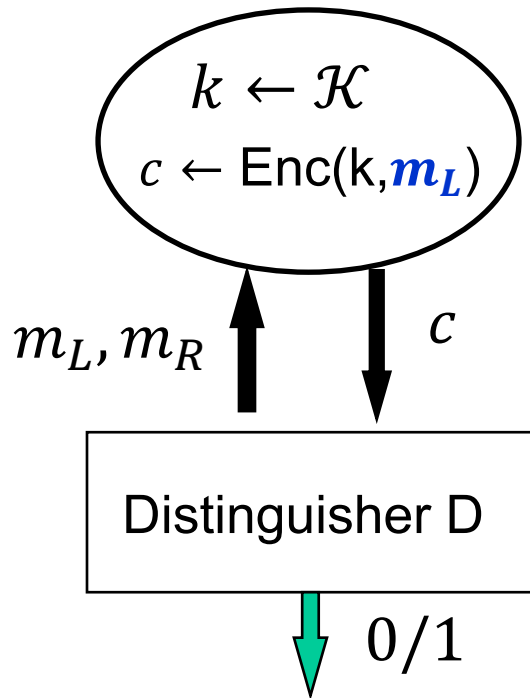 k ← 𝒦
c ← Enc(k,m_L)
m_L, m_R
c
Distinguisher D
0/1